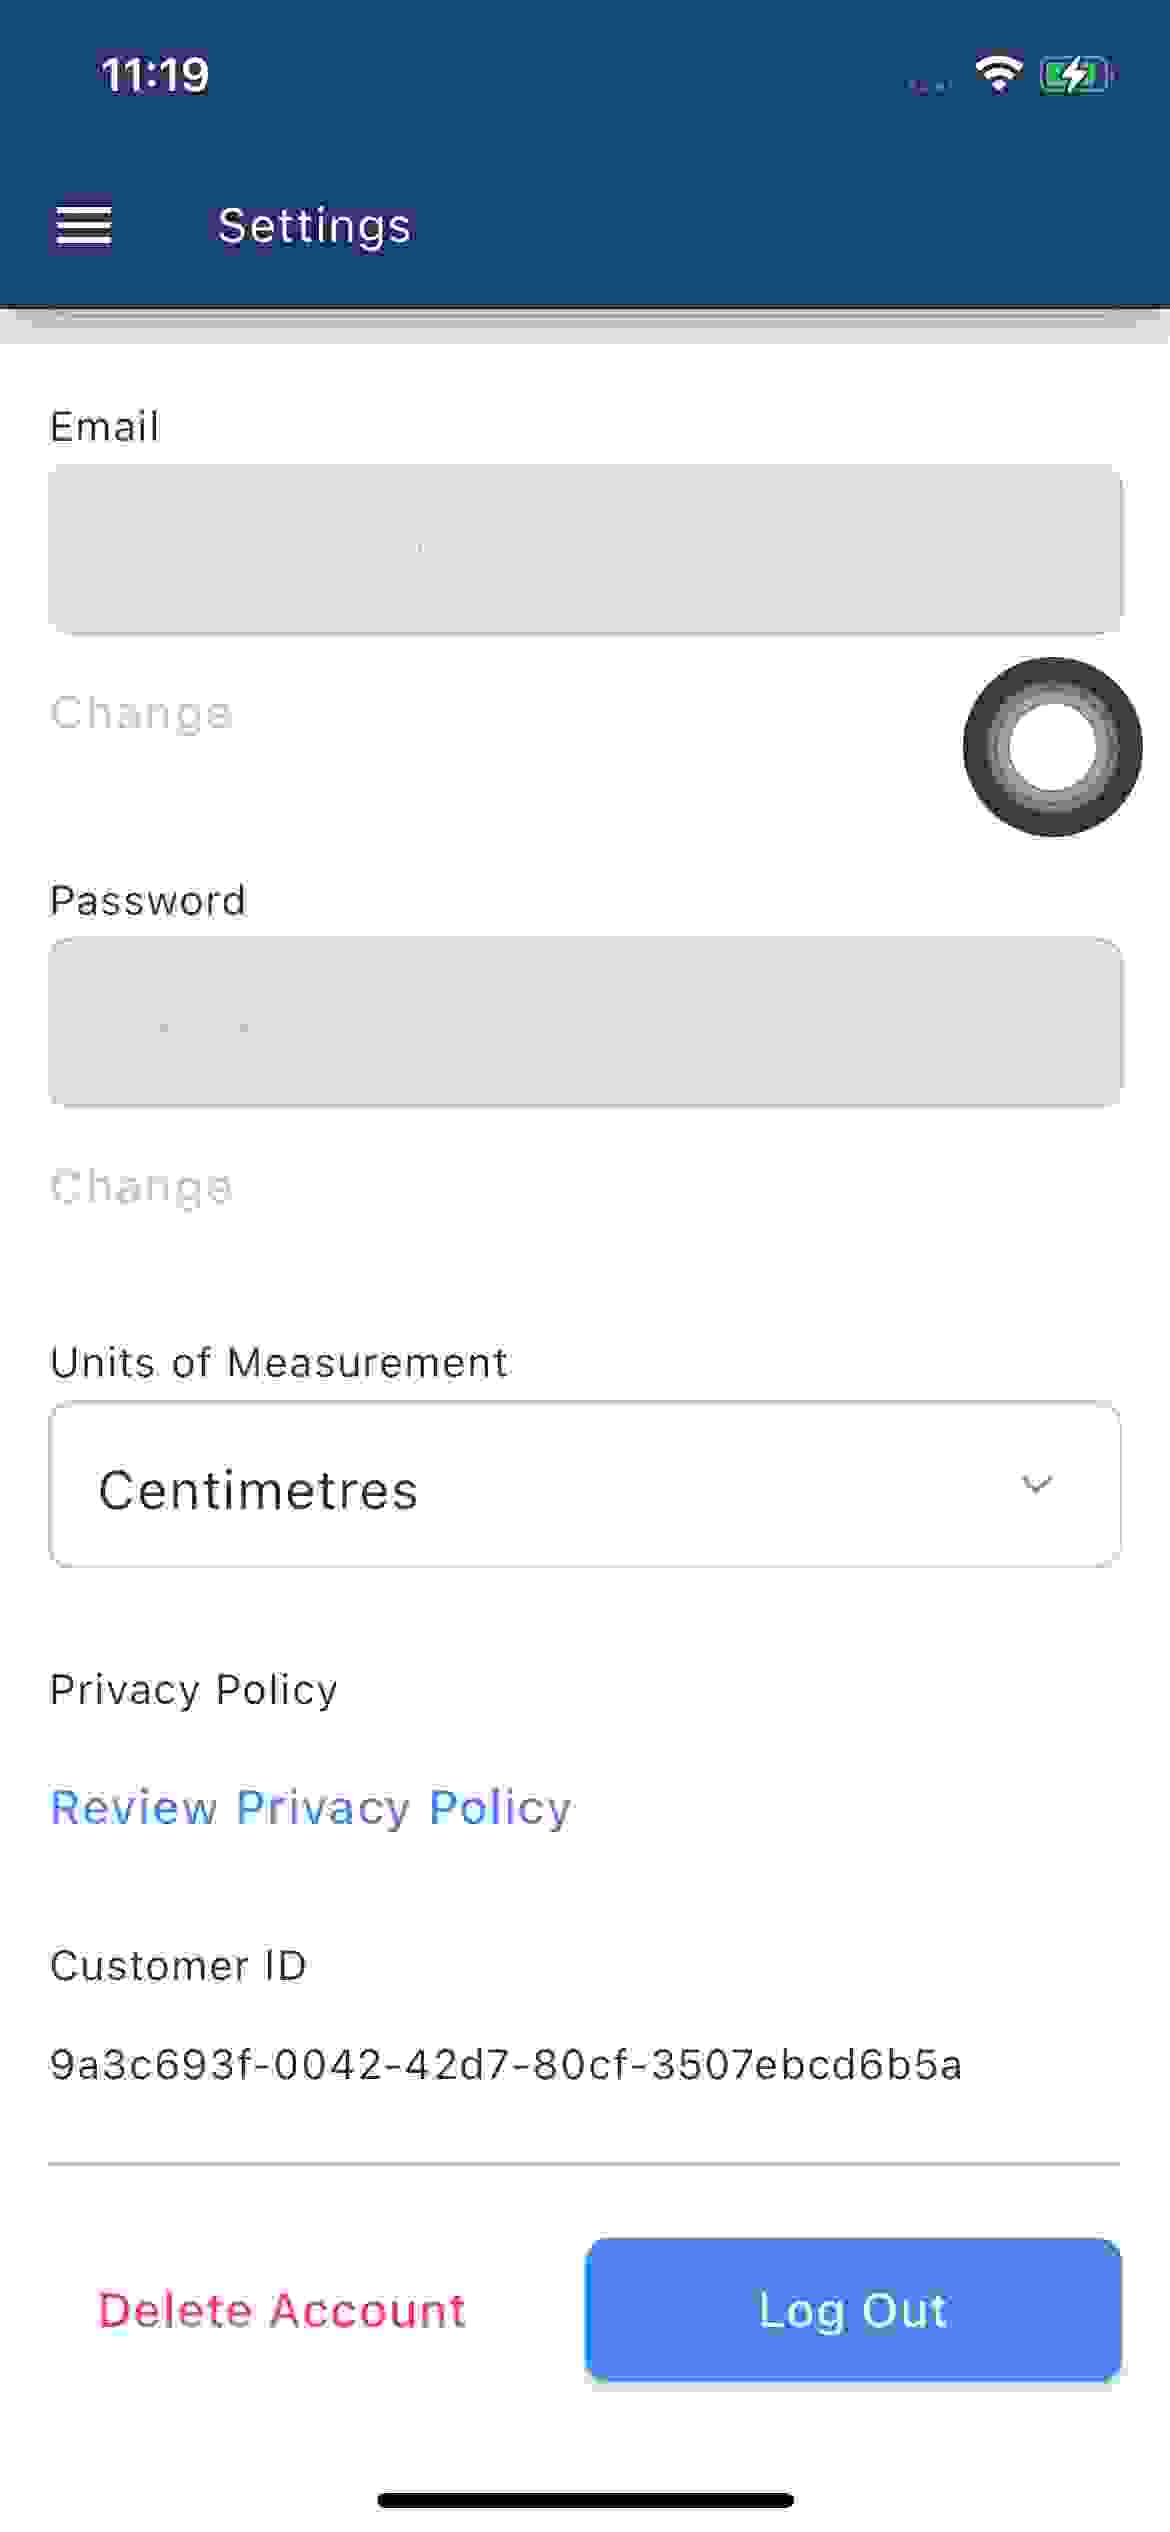 11:19
Settings
Email
Change
Password
Change
Units of Measurement
Centimetres
Privacy Policy
Review Privacy Policy
Customer ID
9a3c693f-0042-42d7-80cf-3507ebcd6b5a
Delete Account
Log Out